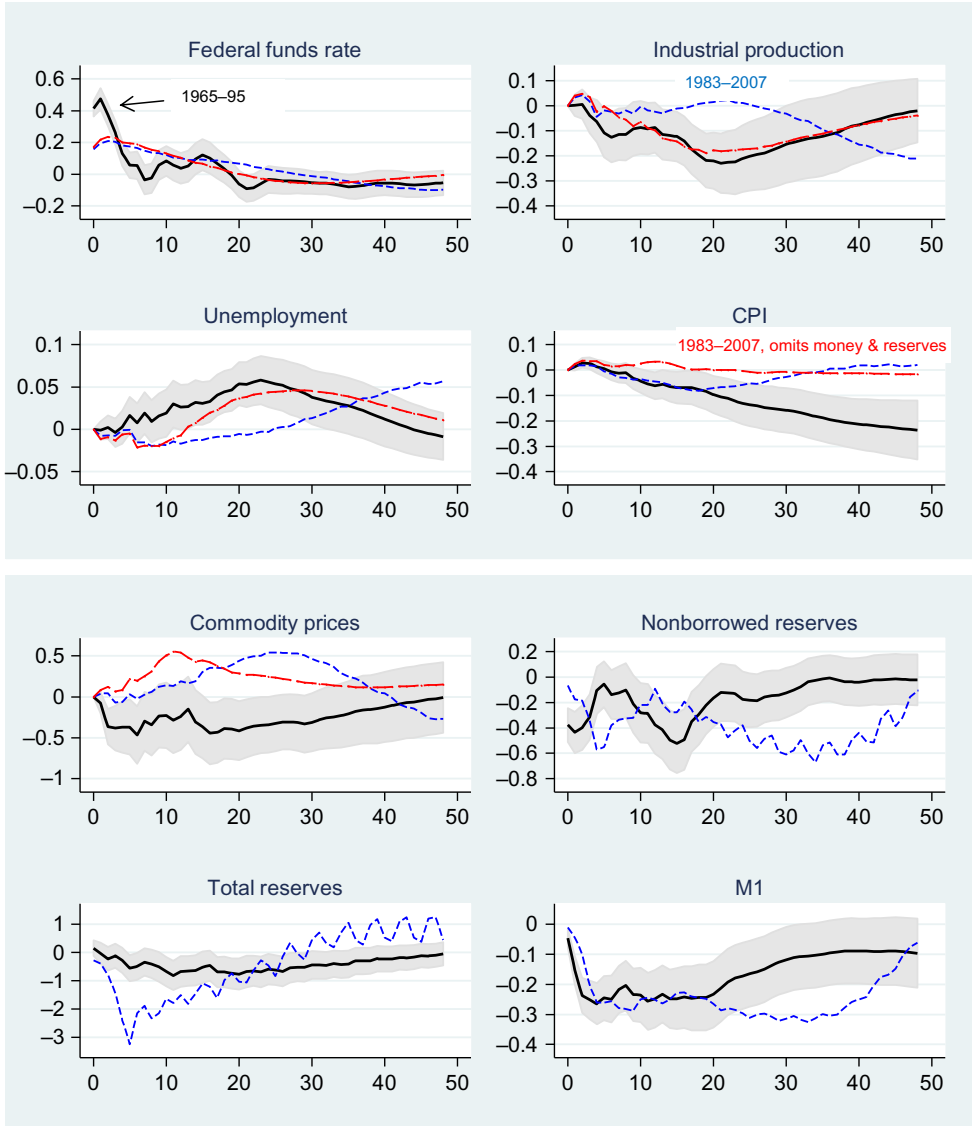 Federal funds rate
0.6
0.4
0.2
0
–0.2
1965–95
0 10 20 30 40 50
Industrial production
0.1
0
–0.1
–0.2
–0.3
–0.4
1983–2007
0 10 20 30 40 50
Unemployment
0.1
0.05
0
–0.05
0 10 20 30 40 50
CPI
0.1
0
–0.1
–0.2
–0.3
–0.4
1983–2007, omits money & reserves
0 10 20 30 40 50
Commodity prices
0.5
0
–0.5
–1
0 10 20 30 40 50
Nonborrowed reserves
0.2
0
–0.2
–0.4
–0.6
–0.8
0 10 20 30 40 50
Total reserves
1
0
–1
–2
–3
0 10 20 30 40 50
M1
0
–0.1
–0.2
–0.3
–0.4
0 10 20 30 40 50